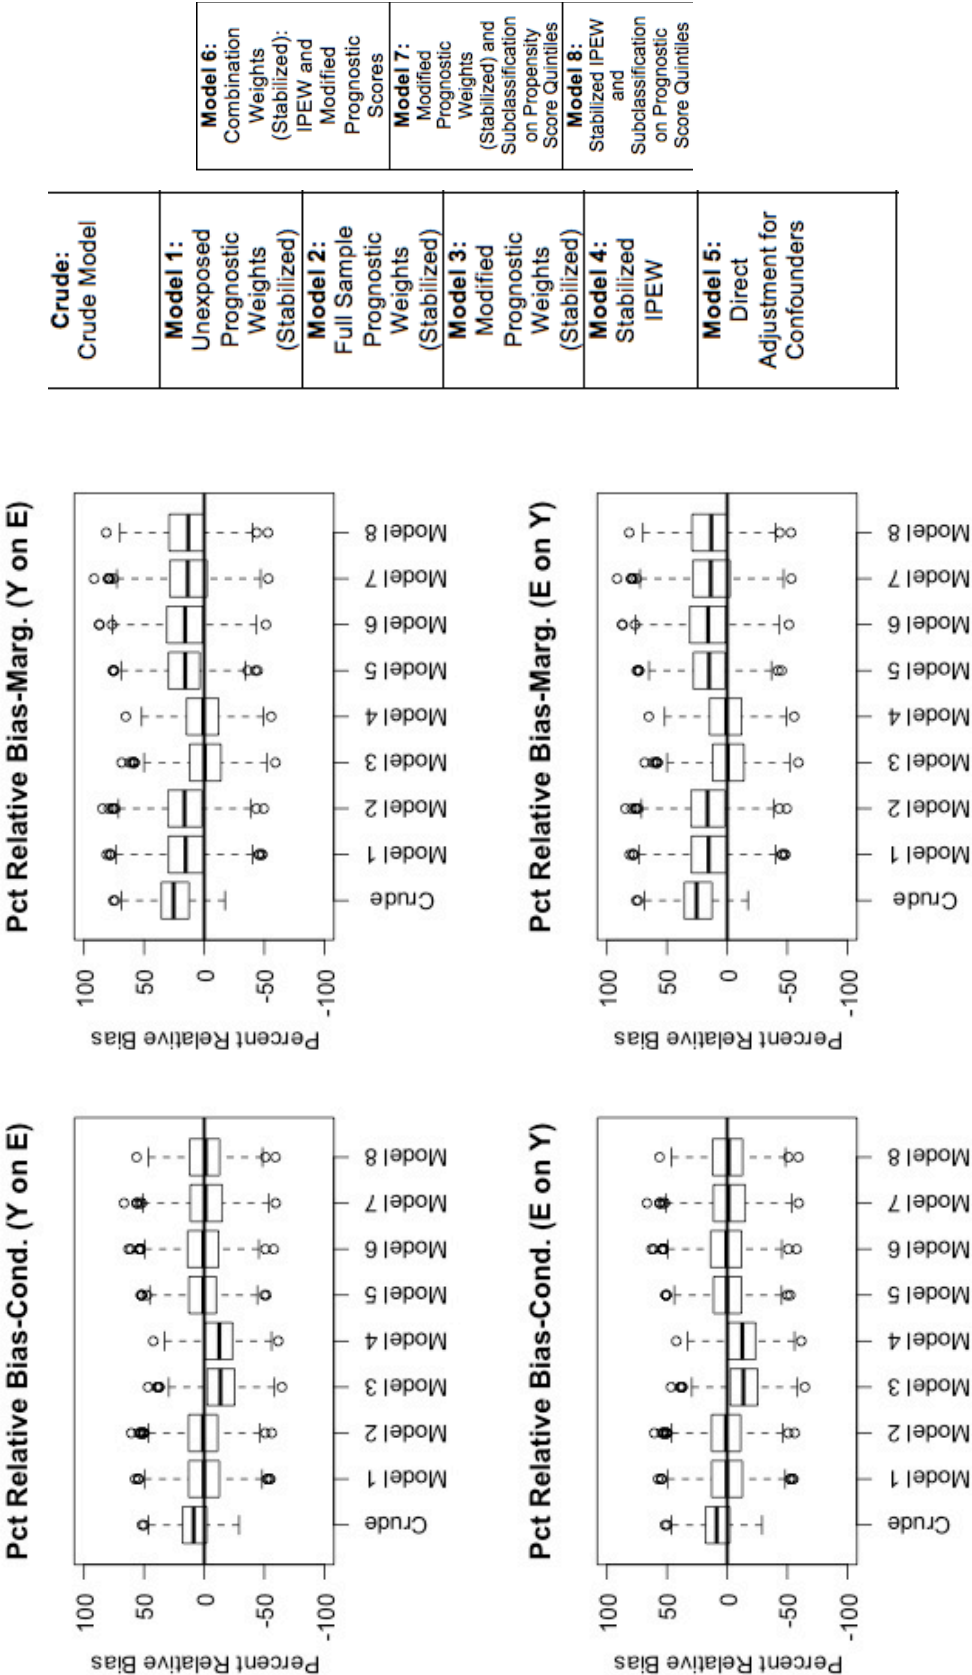 Pct Relative Bias-Cond. (Y on E)
Percent Relative Bias
100
50
0
-50
-100
Crude
Model 1
Model 2
Model 3
Model 4
Model 5
Model 6
Model 7
Model 8
Pct Relative Bias-Marg. (Y on E)
Percent Relative Bias
100
50
0
-50
-100
Crude
Model 1
Model 2
Model 3
Model 4
Model 5
Model 6
Model 7
Model 8
Pct Relative Bias-Cond. (E on Y)
Percent Relative Bias
100
50
0
-50
-100
Crude
Model 1
Model 2
Model 3
Model 4
Model 5
Model 6
Model 7
Model 8
Pct Relative Bias-Marg. (E on Y)
Percent Relative Bias
100
50
0
-50
-100
Crude
Model 1
Model 2
Model 3
Model 4
Model 5
Model 6
Model 7
Model 8
Crude:
Crude Model
Model 1:
Unexposed
Prognostic
Weights
(Stabilized)
Model 2:
Full Sample
Prognostic
Weights
(Stabilized)
Model 3:
Modified
Prognostic
Weights
(Stabilized)
Model 4:
Stabilized
IPEW
Model 5:
Direct
Adjustment for
Confounders
Model 6:
Combination
Weights
(Stabilized):
IPEW and
Modified
Prognostic
Scores
Model 7:
Modified
Prognostic
Weights
(Stabilized) and
Subclassification
on Propensity
Score Quintiles
Model 8:
Stabilized IPEW
and
Subclassification
on Prognostic
Score Quintiles